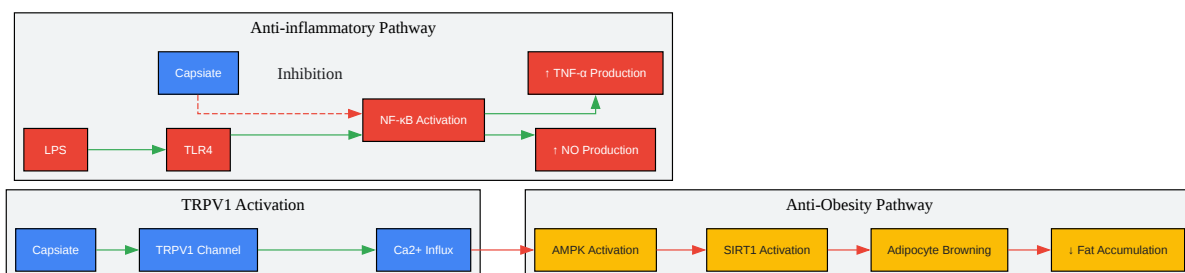 Anti-inflammatory Pathway
Capsiate
Inhibition
↑ TNF-α Production
NF-κB Activation
LPS
TLR4
↑ NO Production
TRPV1 Activation
Capsiate
TRPV1 Channel
Ca2+ Influx
Anti-Obesity Pathway
AMPK Activation
SIRT1 Activation
Adipocyte Browning
↓ Fat Accumulation